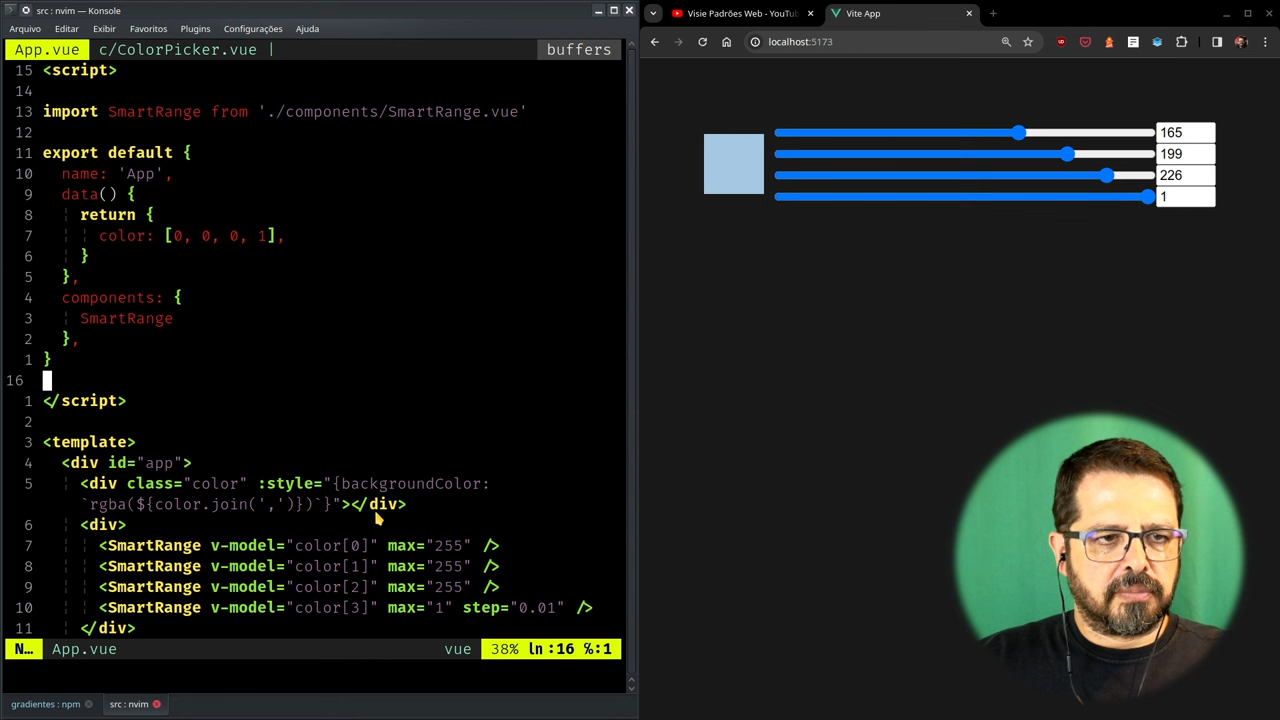 src : nvim — Konsole
Arquivo Editar Exibir Favoritos Plugins Configurações Ajuda
App.vue c/ColorPicker.vue | buffers
15 <script>
14
13 import SmartRange from './components/SmartRange.vue'
12
11 export default {
10 name: 'App',
9 data() {
8 return {
7 color: [0, 0, 0, 1],
6 }
5 },
4 components: {
3 SmartRange
2 },
1 }
16
1 </script>
2
3 <template>
4 <div id="app">
5 <div class="color" :style="{backgroundColor:
`rgba(${color.join(',')})`}"></div>
6 <div>
7 <SmartRange v-model="color[0]" max="255" />
8 <SmartRange v-model="color[1]" max="255" />
9 <SmartRange v-model="color[2]" max="255" />
10 <SmartRange v-model="color[3]" max="1" step="0.01" />
11 </div>
N… App.vue vue 38% ln:16 %:1
gradientes : npm src : nvim
Visie Padrões Web - YouTu Vite App
localhost:5173
165
199
226
1